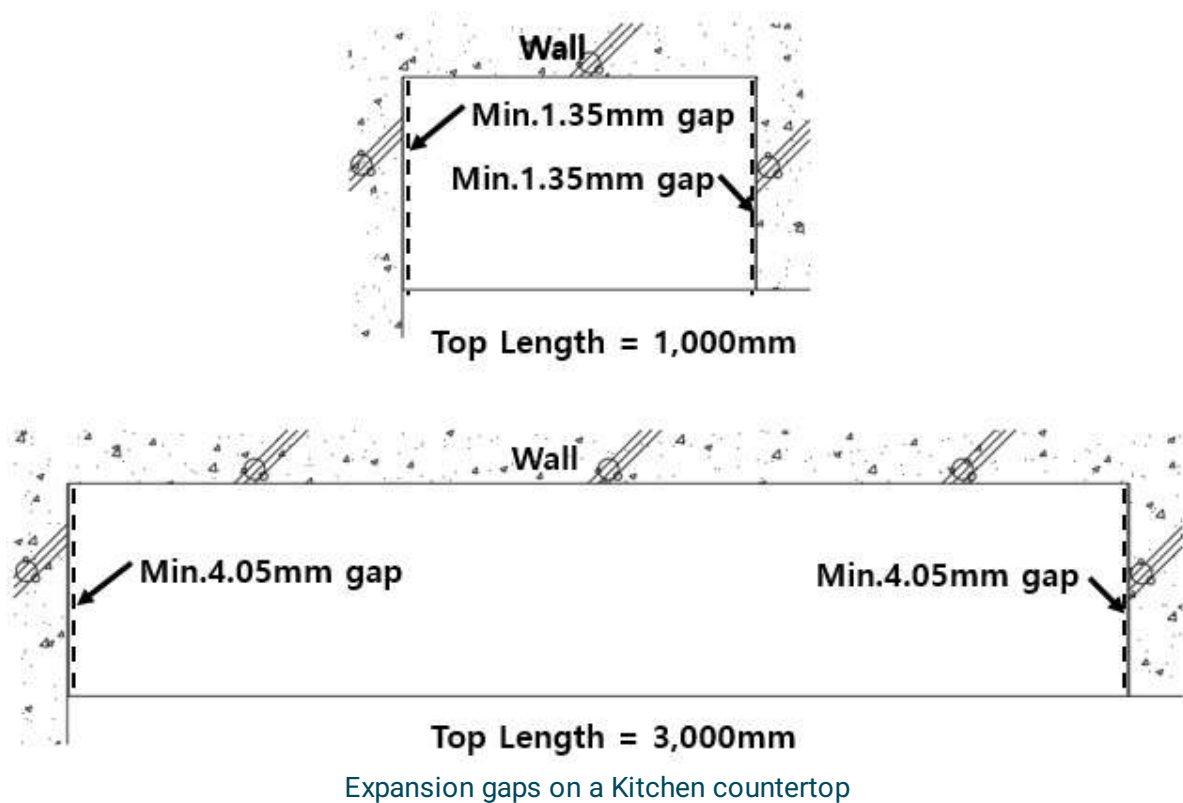 Wall
Min.1.35mm gap
Min.1.35mm gap
Top Length = 1,000mm
Wall
Min.4.05mm gap
Min.4.05mm gap
Top Length = 3,000mm
Expansion gaps on a Kitchen countertop